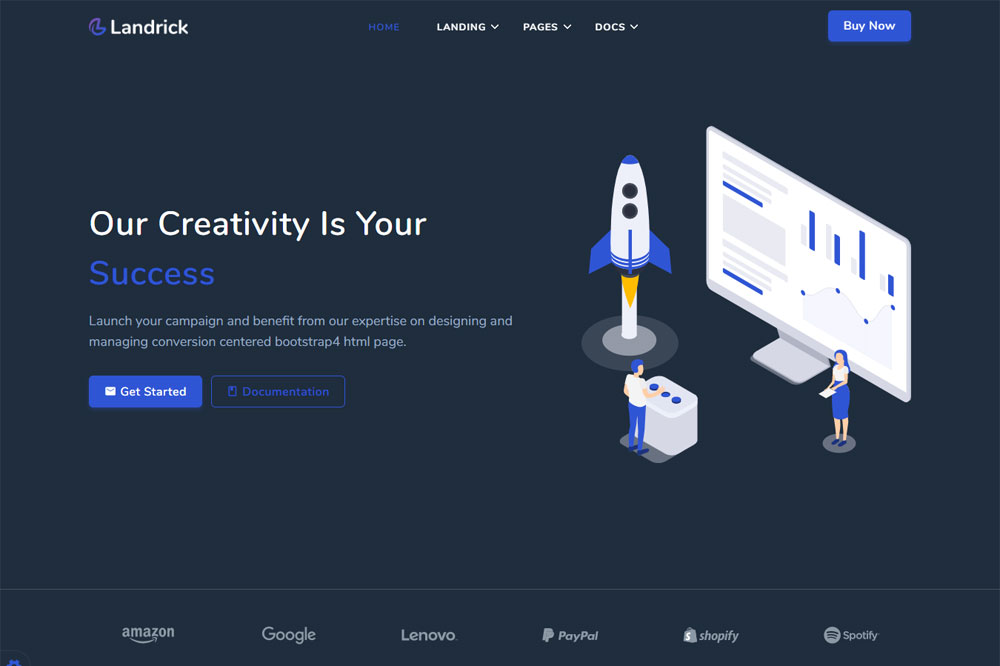 Landrick
HOME LANDING PAGES DOCS
Buy Now
Our Creativity Is Your
Success
Launch your campaign and benefit from our expertise on designing and
managing conversion centered bootstrap4 html page.
Get Started Documentation
amazon Google Lenovo PayPal shopify Spotify